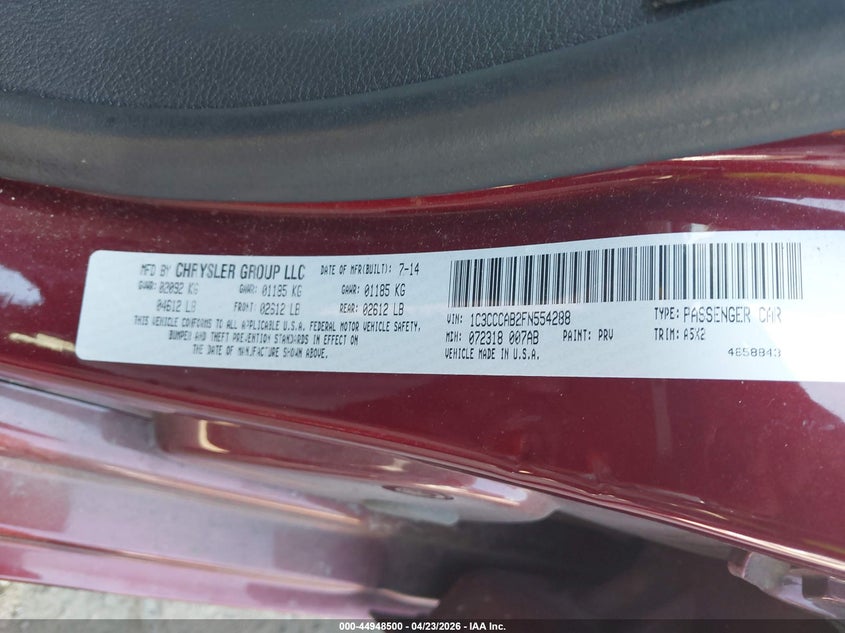 MFD BY CHRYSLER GROUP LLC DATE OF MFR(BUILT): 7-14
GVWR: 02092 KG GAWR: 01185 KG GAWR: 01185 KG
04612 LB FRONT: 02612 LB REAR: 02612 LB
THIS VEHICLE CONFORMS TO ALL APPLICABLE U.S.A. FEDERAL MOTOR VEHICLE SAFETY,
BUMPER AND THEFT PREVENTION STANDARDS IN EFFECT ON
THE DATE OF MANUFACTURE SHOWN ABOVE.
VIN: 1C3CCCAB2FN554288 TYPE: PASSENGER CAR
MDH: 072318 007AB PAINT: PRV TRIM: A5X2
VEHICLE MADE IN U.S.A. 4658843
000-44948500 - 04/23/2026 - IAA Inc.